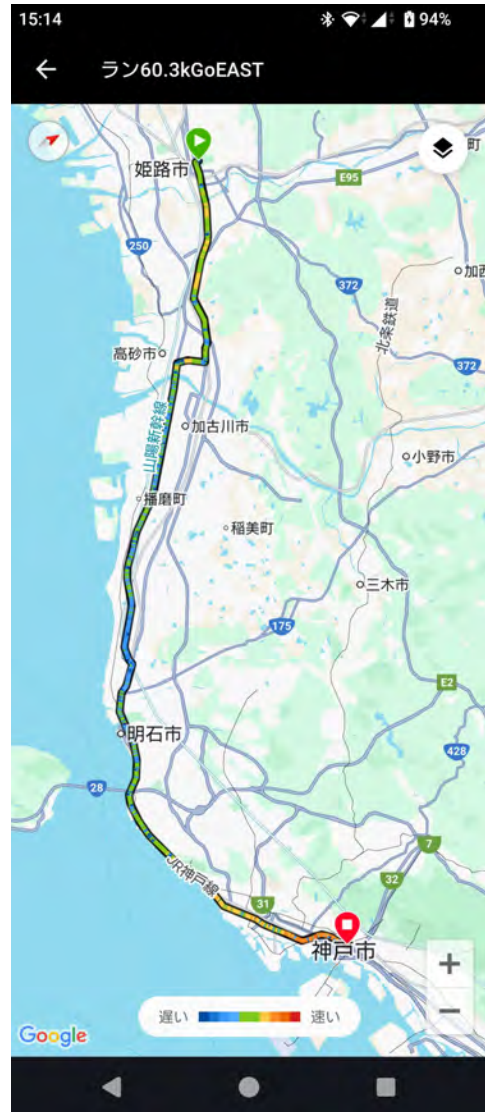 15:14
94%
ラン60.3kGoEAST
姫路市
町
E95
250
372
加西
北条鉄道
高砂市
372
山陽新幹線
加古川市
小野市
播磨町
稲美町
三木市
175
E2
明石市
428
28
7
JR神戸線
32
31
神戸市
+
−
遅い
速い
Google